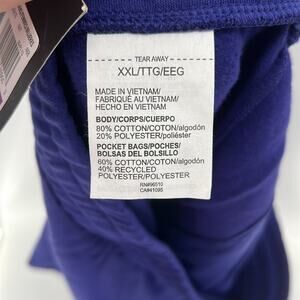 TEAR AWAY
XXL/TTG/EEG
MADE IN VIETNAM/
FABRIQUÉ AU VIETNAM/
HECHO EN VIETNAM
BODY/CORPS/CUERPO
80% COTTON/COTON/algodón
20% POLYESTER/poliéster
POCKET BAGS/POCHES/
BOLSAS DEL BOLSILLO
60% COTTON/COTON/algodón
40% RECYCLED
POLYESTER/POLYESTER
RN#96510
CA#41095